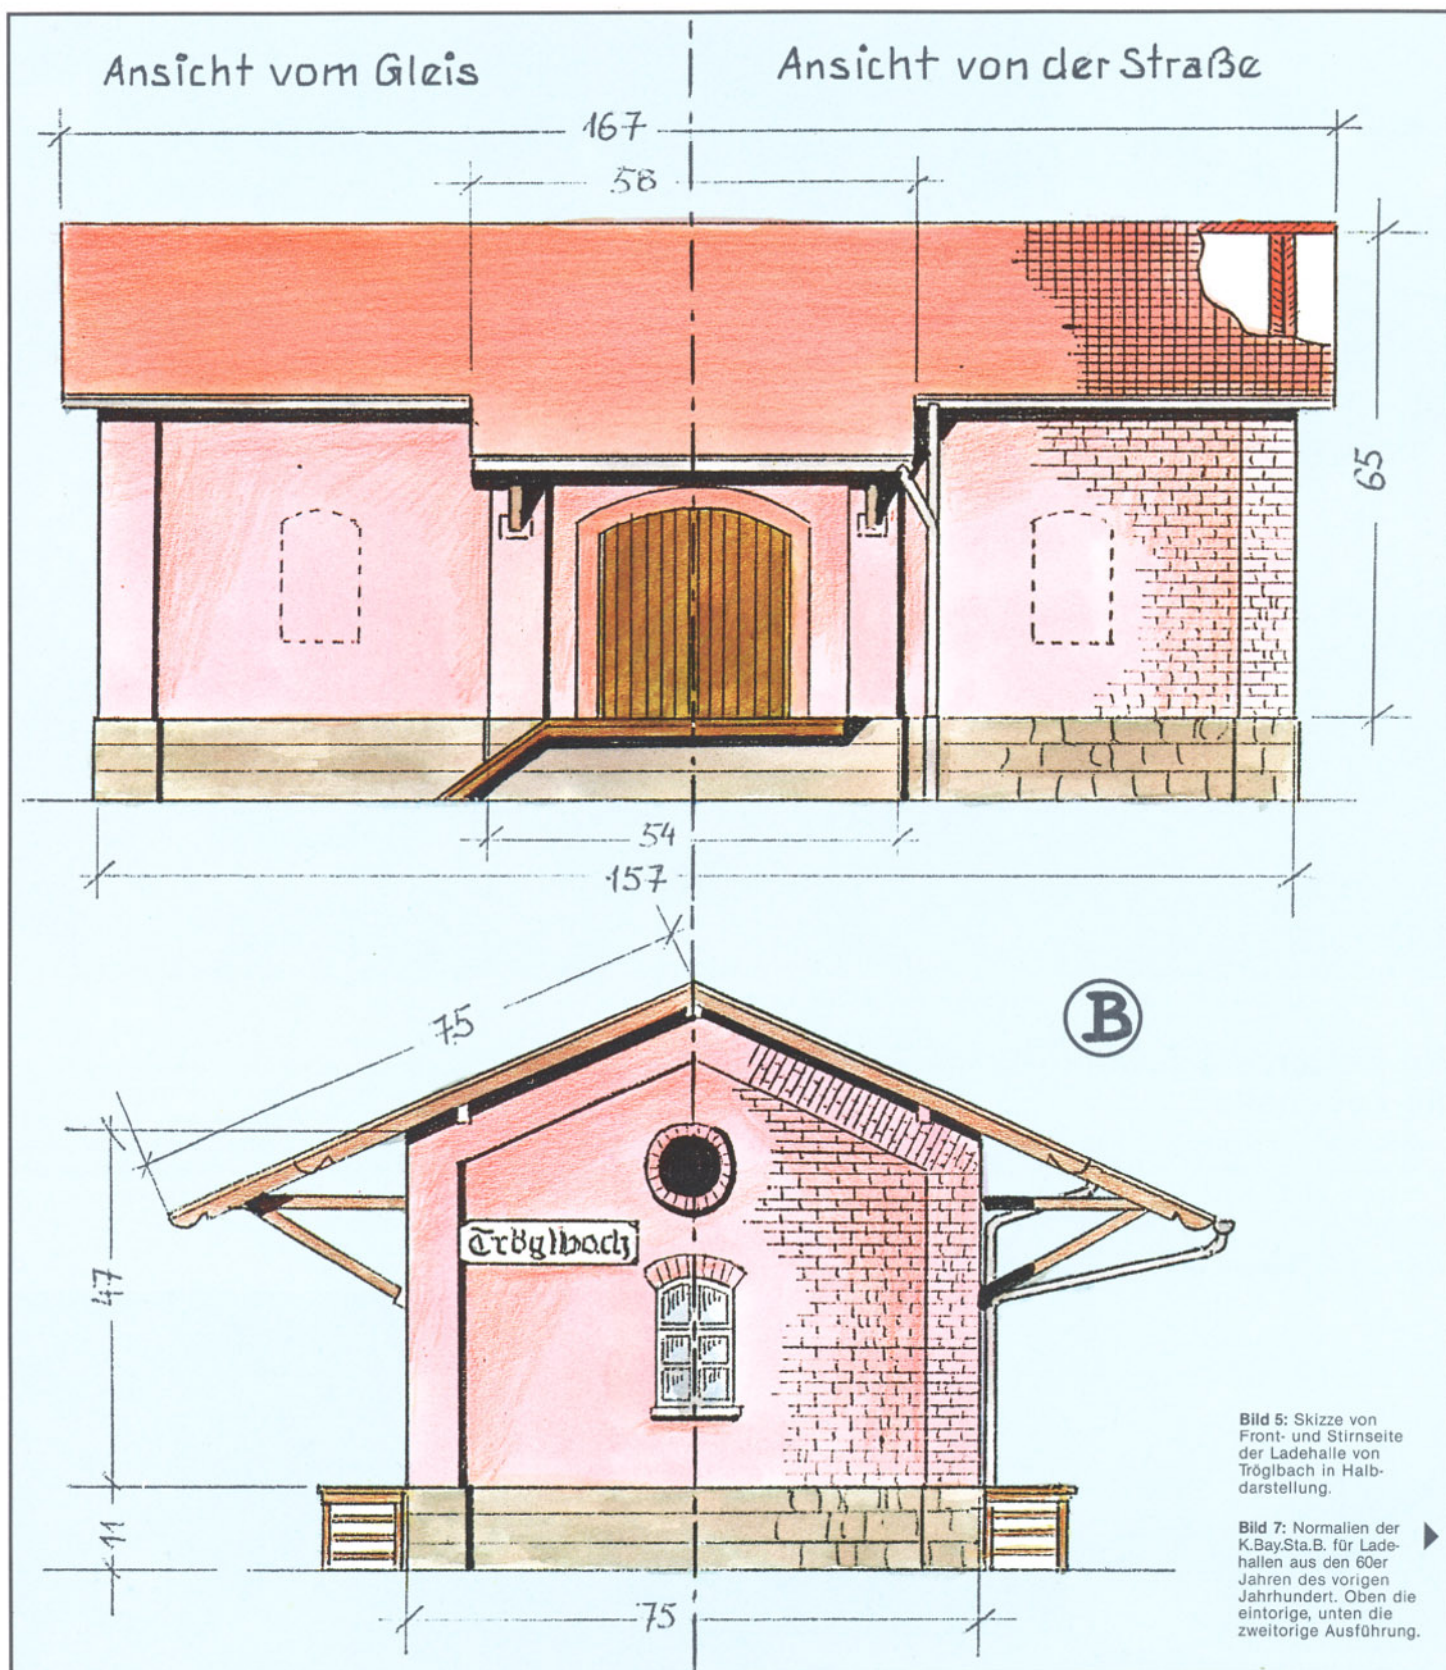 Ansicht vom Gleis
Ansicht von der Straße
167
58
65
54
157
75
B
47
Tröglbach
11
75
Bild 5: Skizze von
Front- und Stirnseite
der Ladehalle von
Tröglbach in Halb-
darstellung.
Bild 7: Normalien der
K.Bay.Sta.B. für Lade-
hallen aus den 60er
Jahren des vorigen
Jahrhundert. Oben die
eintorige, unten die
zweitorige Ausführung.